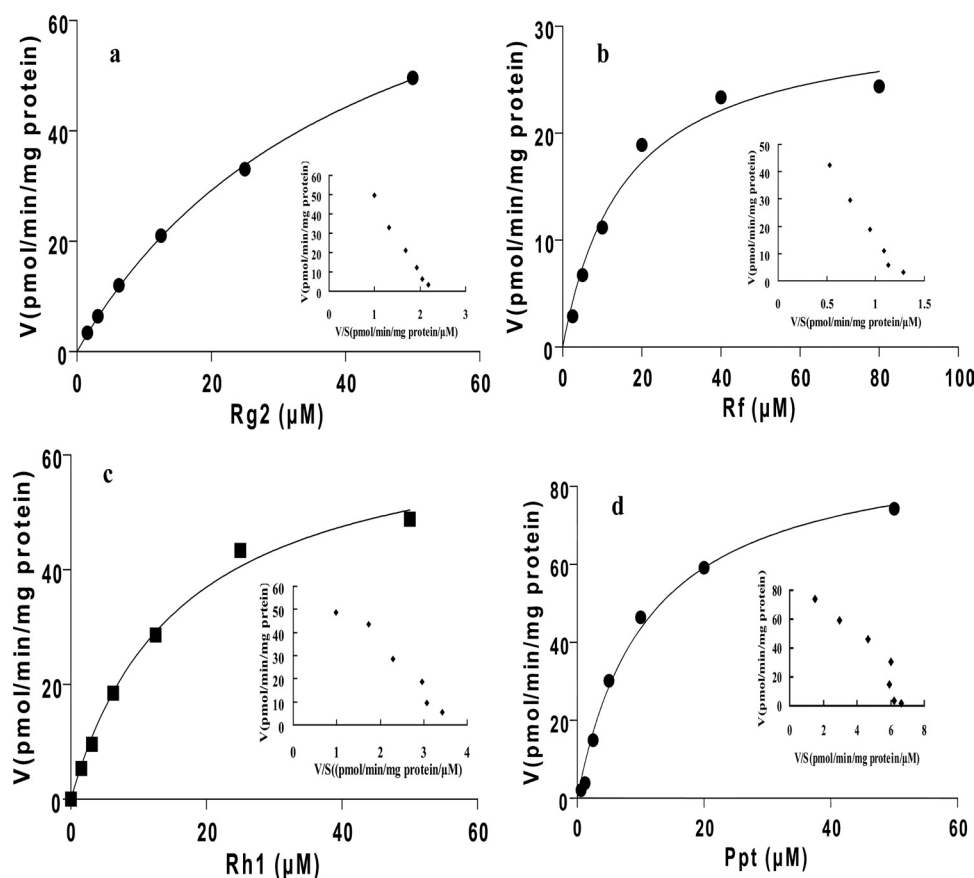 a
V(pmol/min/mg protein)
60
40
20
0
0 20 40 60
Rg2 (µM)
V(pmol/min/mg protein)
60
50
40
30
20
10
0
0 1 2 3
V/S(pmol/min/mg protein/µM)
b
V(pmol/min/mg protein)
30
20
10
0
0 20 40 60 80 100
Rf (µM)
V(pmol/min/mg protein)
50
40
30
20
10
0
0 0.5 1 1.5
V/S(pmol/min/mg protein/µM)
c
V(pmol/min/mg protein)
60
40
20
0
0 20 40 60
Rh1 (µM)
V(pmol/min/mg prtein)
60
50
40
30
20
10
0
0 1 2 3 4
V/S((pmol/min/mg protein/µM)
d
V(pmol/min/mg protein)
80
60
40
20
0
0 20 40 60
Ppt (µM)
V(pmol/min/mg protein)
80
60
40
20
0
0 2 4 6 8
V/S(pmol/min/mg protein/µM)